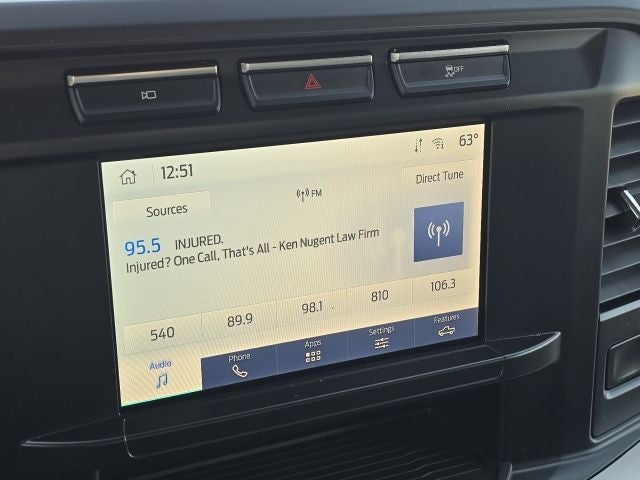 OFF
12:51
63°
Sources
FM
Direct Tune
95.5 INJURED.
Injured? One Call, That's All - Ken Nugent Law Firm
540 89.9 98.1 810 106.3
Audio Phone Apps Settings Features